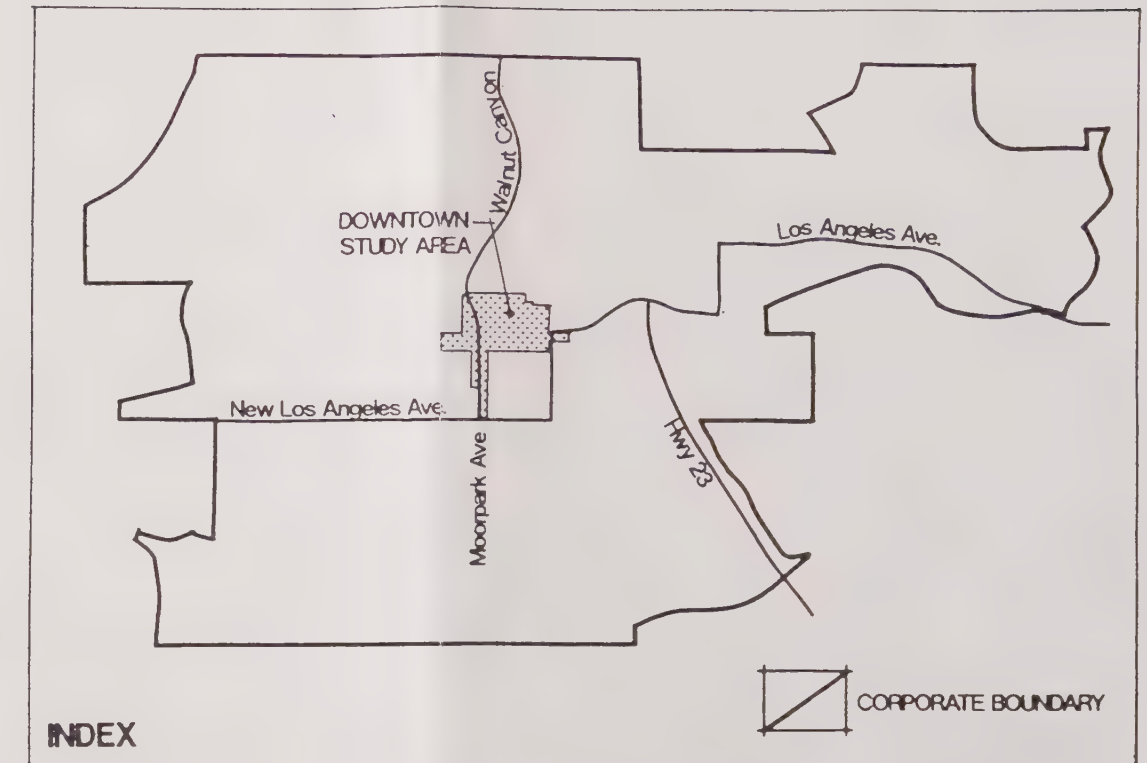 Walnut Canyon
DOWNTOWN
STUDY AREA
Los Angeles Ave.
New Los Angeles Ave.
Moorpark Ave
Hwy 23
CORPORATE BOUNDARY
INDEX